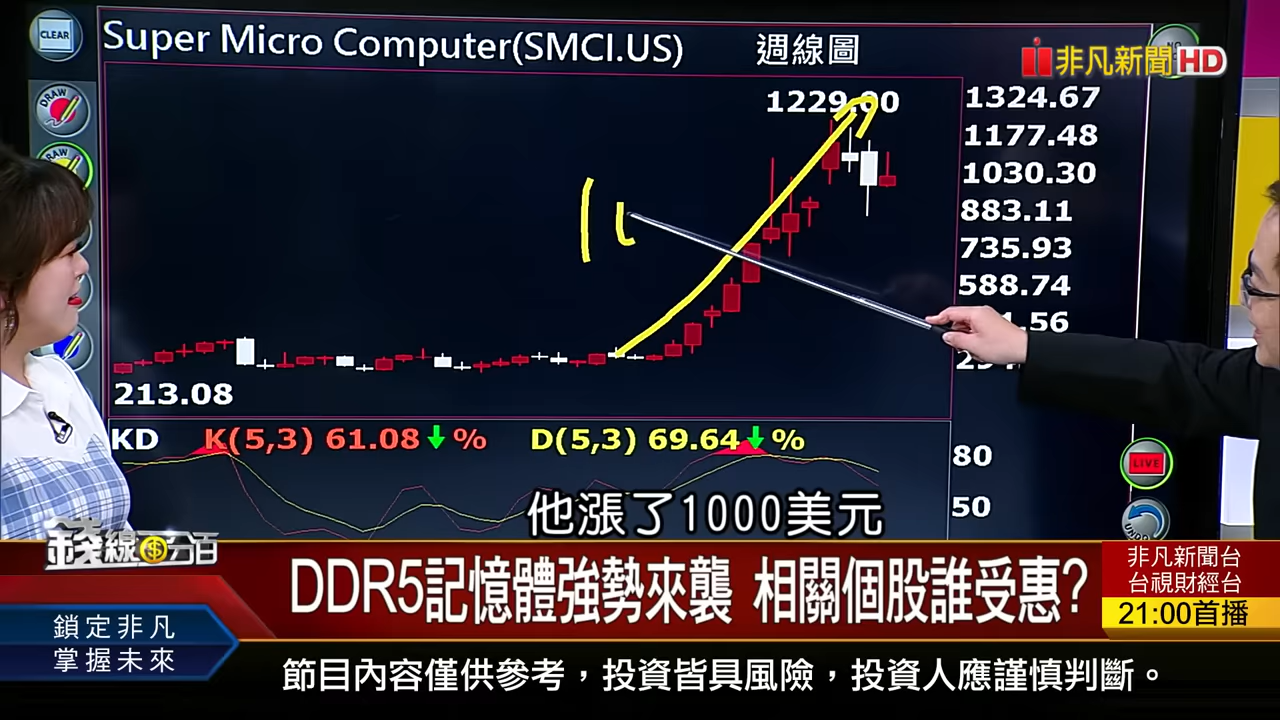 CLEAR
Super Micro Computer(SMCI.US) 週線圖
非凡新聞HD
DRAW
1229.00
1324.67
1177.48
1030.30
883.11
735.93
588.74
213.08
KD K(5,3) 61.08 % D(5,3) 69.64 %
80
50
LIVE
UNDO
他漲了1000美元
錢線百分百
DDR5記憶體強勢來襲 相關個股誰受惠?
非凡新聞台
台視財經台
21:00首播
鎖定非凡
掌握未來
節目內容僅供參考,投資皆具風險,投資人應謹慎判斷。